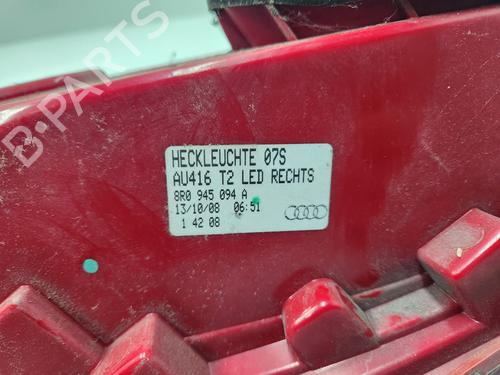 B-PARTS
HECKLEUCHTE 07S
AU416 T2 LED RECHTS
8R0 945 094 A
13/10/08 06:51
1 42 08